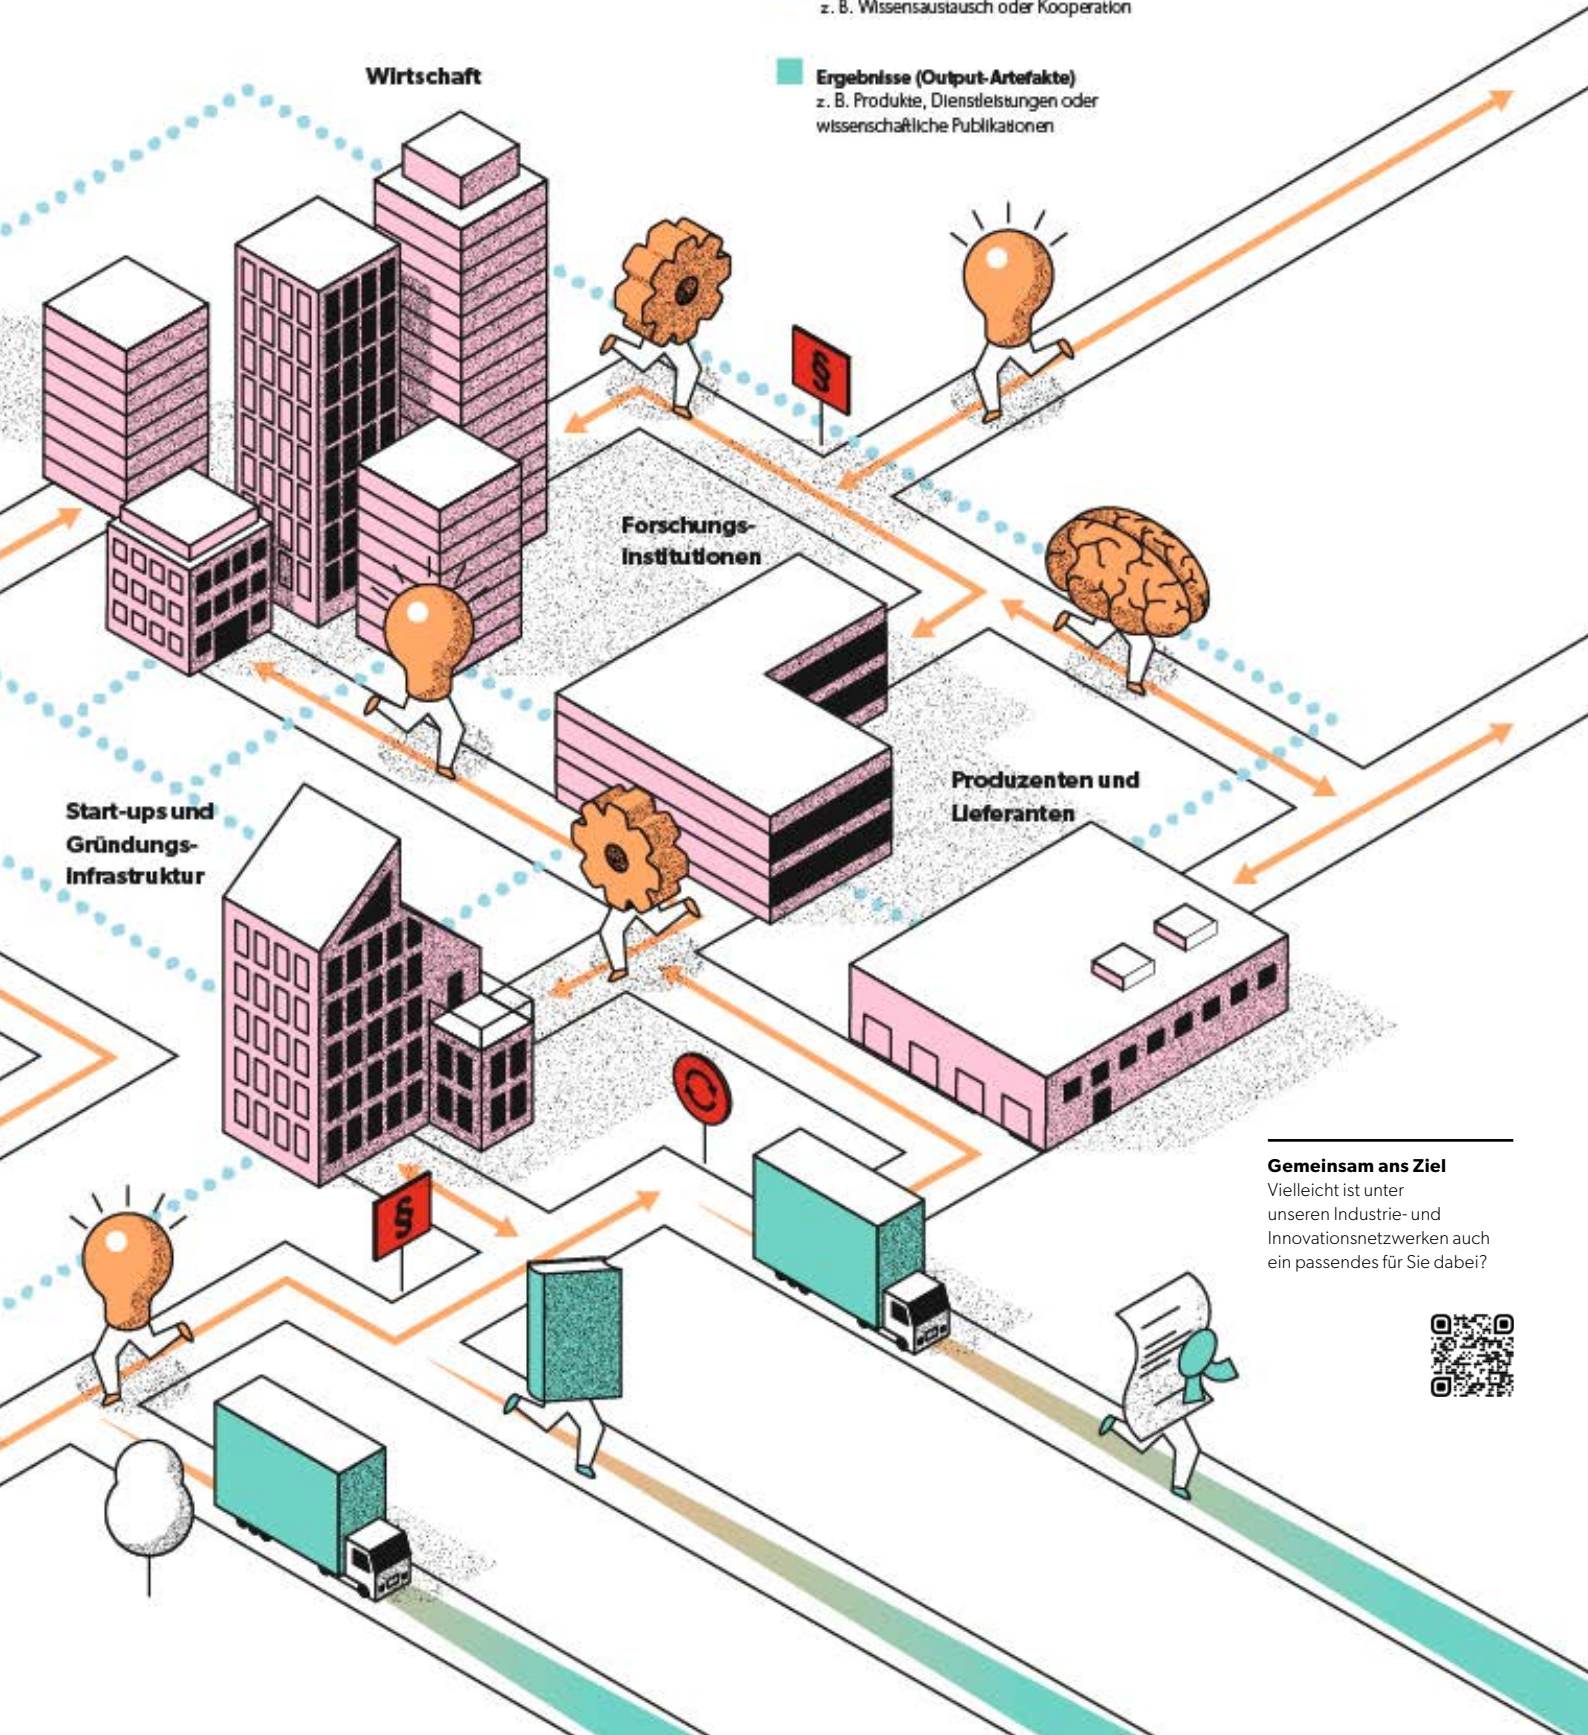 z. B. Wissensaustausch oder Kooperation
Wirtschaft
Ergebnisse (Output-Artefakte)
z. B. Produkte, Dienstleistungen oder
wissenschaftliche Publikationen
§
Forschungs-
institutionen
Produzenten und
Lieferanten
Start-ups und
Gründungs-
infrastruktur
§
Gemeinsam ans Ziel
Vielleicht ist unter
unseren Industrie- und
Innovationsnetzwerken auch
ein passendes für Sie dabei?